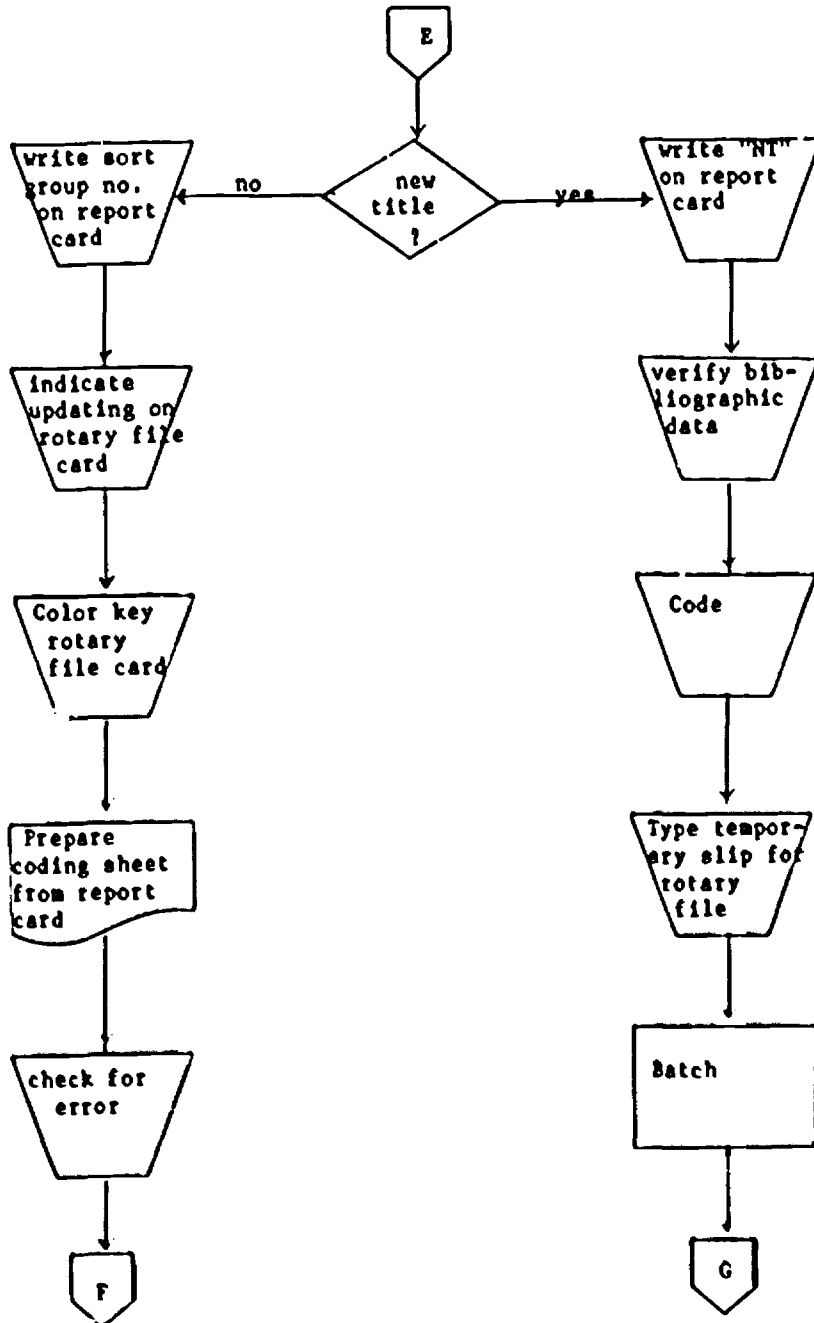 E
new
title
?
no
yes
write sort
group no.
on report
card
indicate
updating on
rotary file
card
Color key
rotary
file card
Prepare
coding sheet
from report
card
check for
error
F
write "NT"
on report
card
verify bib-
liographic
data
Code
Type tempor-
ary slip for
rotary
file
Batch
G